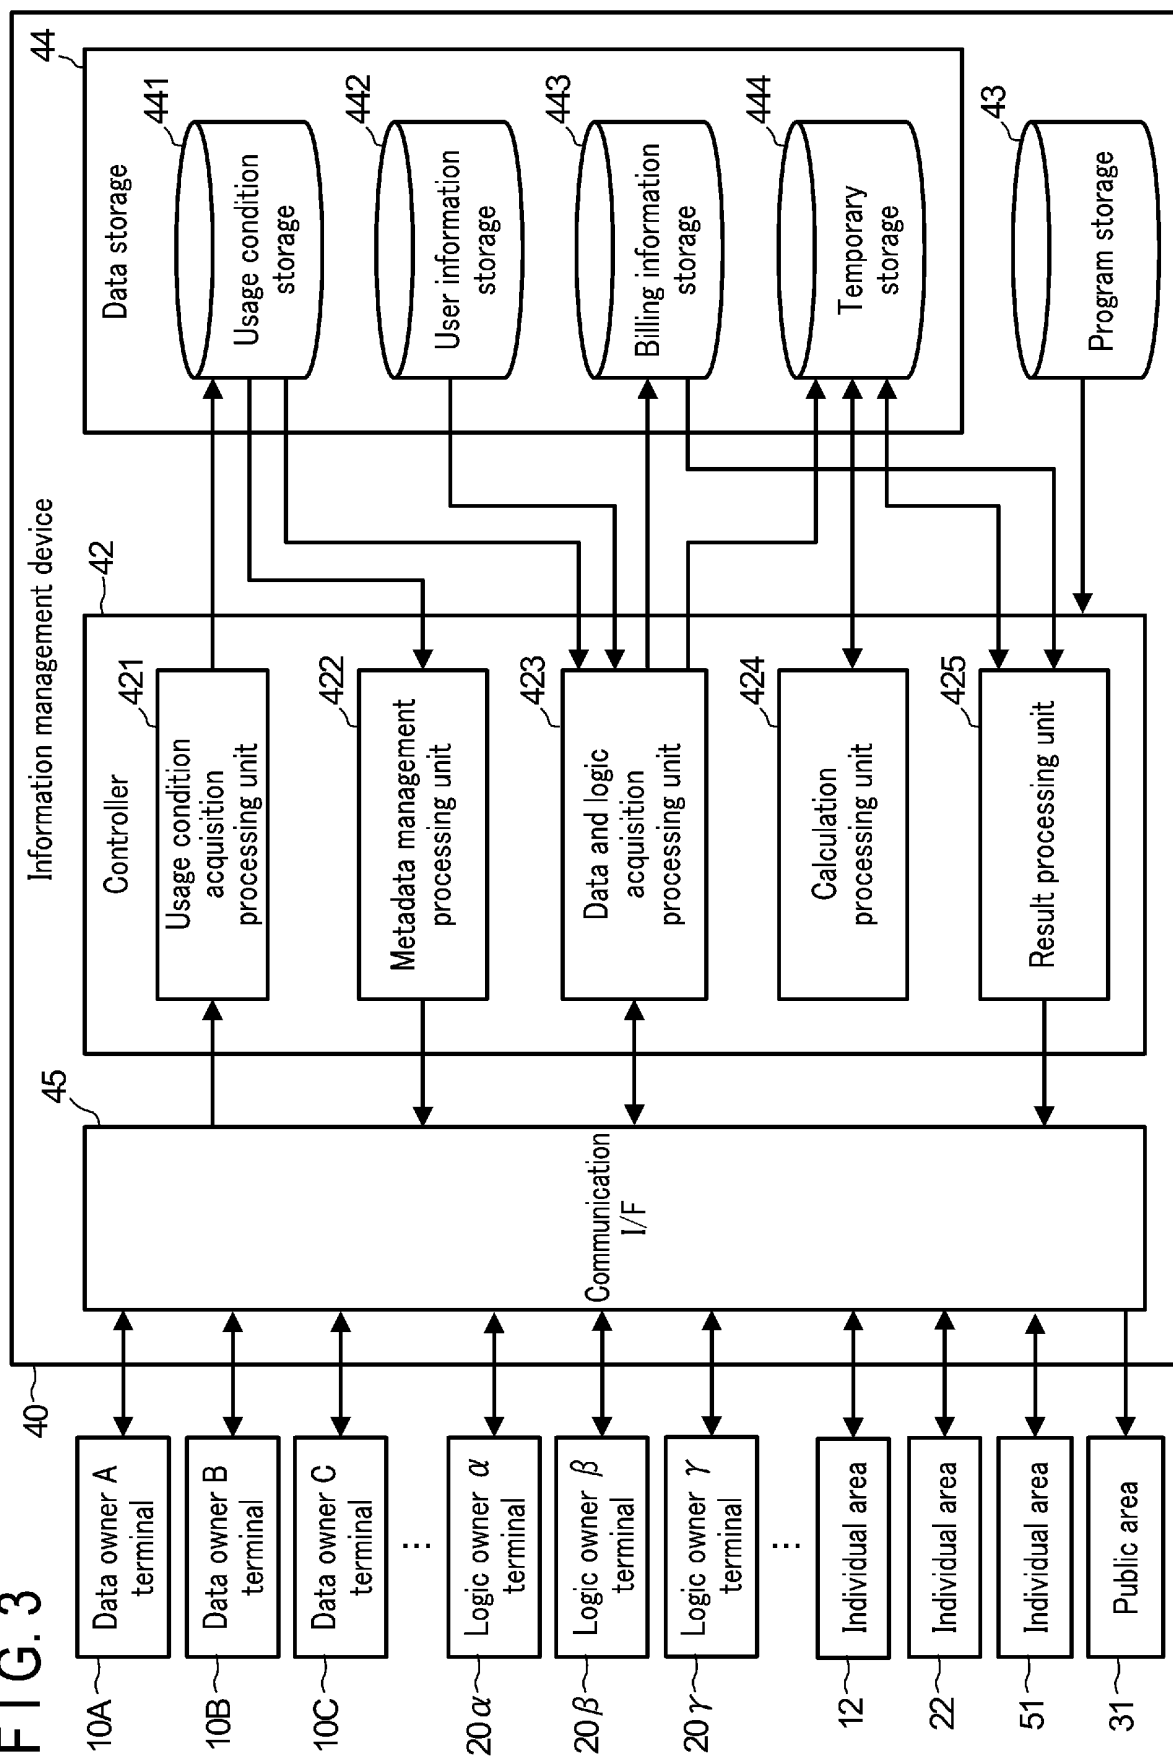 FIG. 3
Information management device
40
10A
Data owner A
terminal
10B
Data owner B
terminal
10C
Data owner C
terminal
...
20α
Logic owner α
terminal
20β
Logic owner β
terminal
20γ
Logic owner γ
terminal
...
12
Individual area
22
Individual area
51
Individual area
31
Public area
45
Communication
I/F
42
Controller
421
Usage condition
acquisition
processing unit
422
Metadata management
processing unit
423
Data and logic
acquisition
processing unit
424
Calculation
processing unit
425
Result processing unit
44
Data storage
441
Usage condition
storage
442
User information
storage
443
Billing information
storage
444
Temporary
storage
43
Program storage